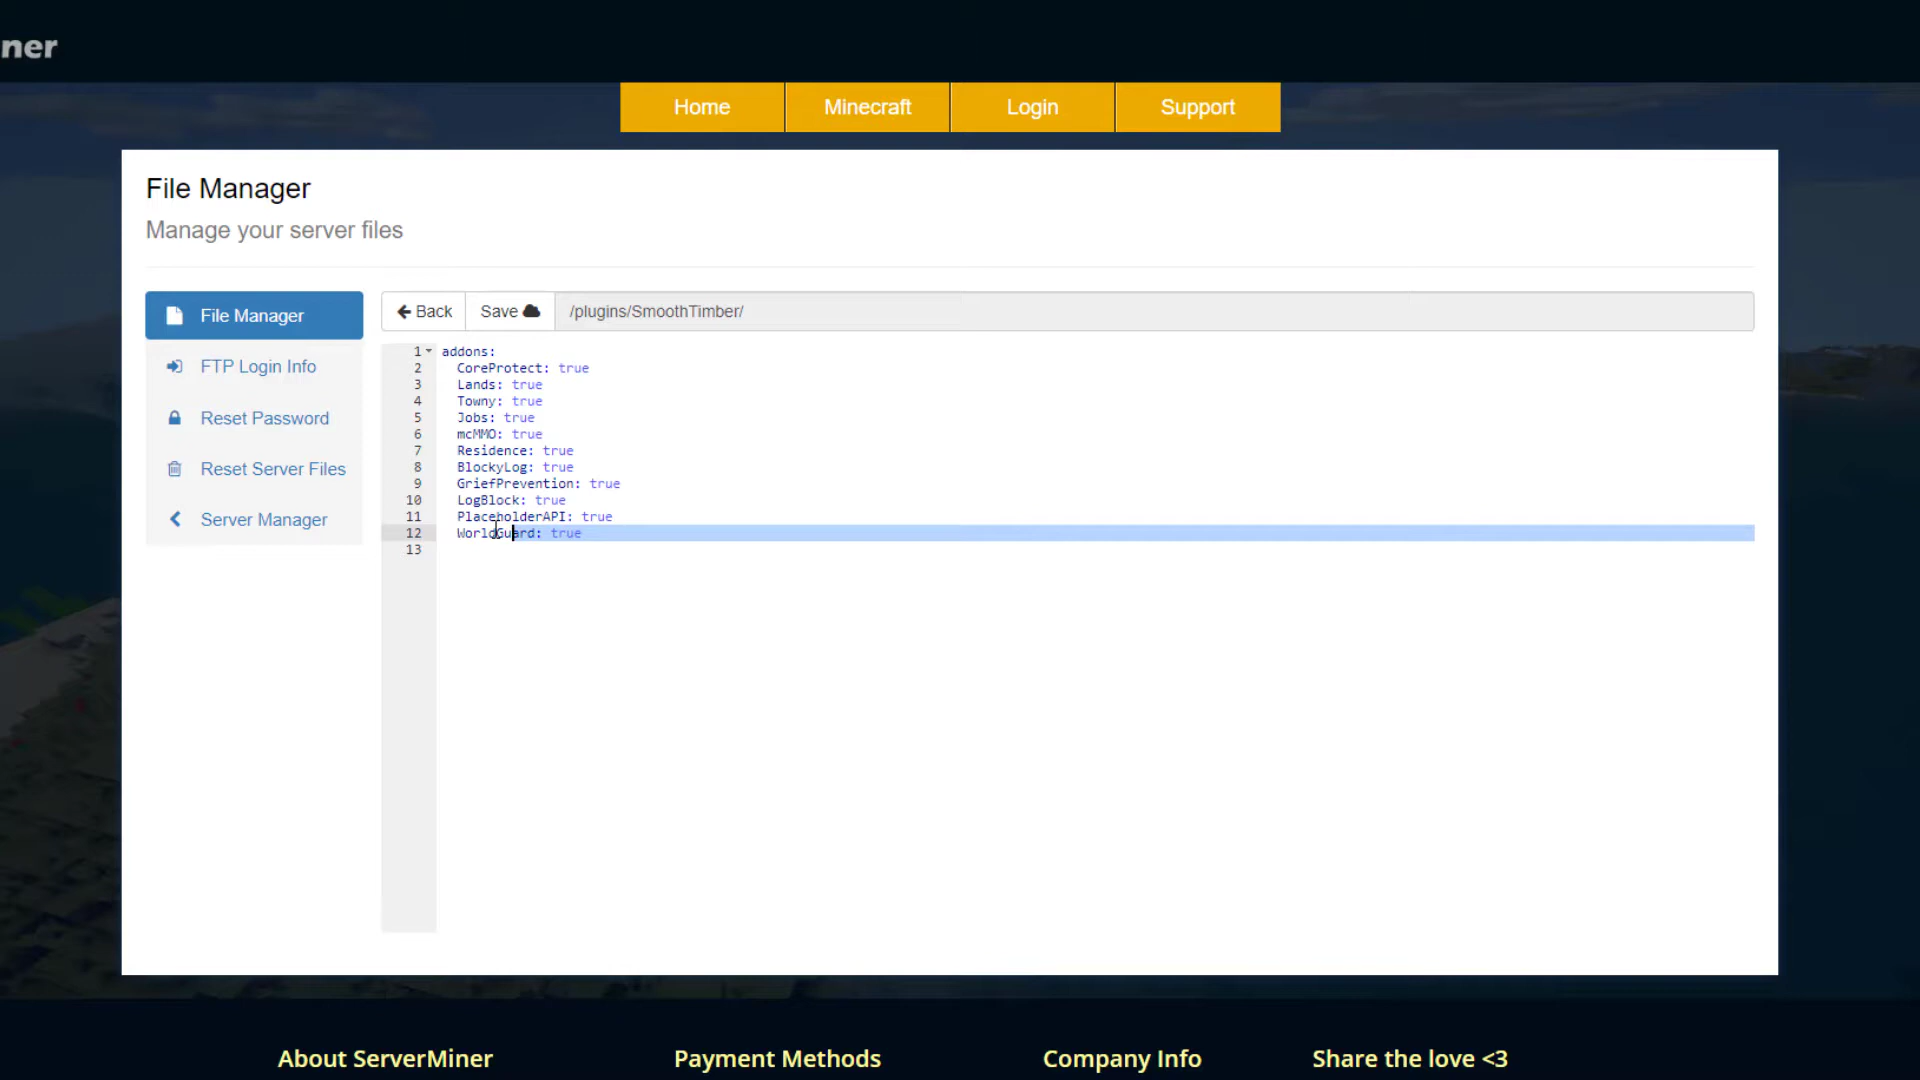 ner
Home
Minecraft
Login
Support
File Manager
Manage your server files
File Manager
FTP Login Info
Reset Password
Reset Server Files
Server Manager
Back
Save
/plugins/SmoothTimber/
1 addons:
2 CoreProtect: true
3 Lands: true
4 Towny: true
5 Jobs: true
6 mcMMO: true
7 Residence: true
8 BlockyLog: true
9 GriefPrevention: true
10 LogBlock: true
11 PlaceholderAPI: true
12 WorldGuard: true
13
About ServerMiner
Payment Methods
Company Info
Share the love <3